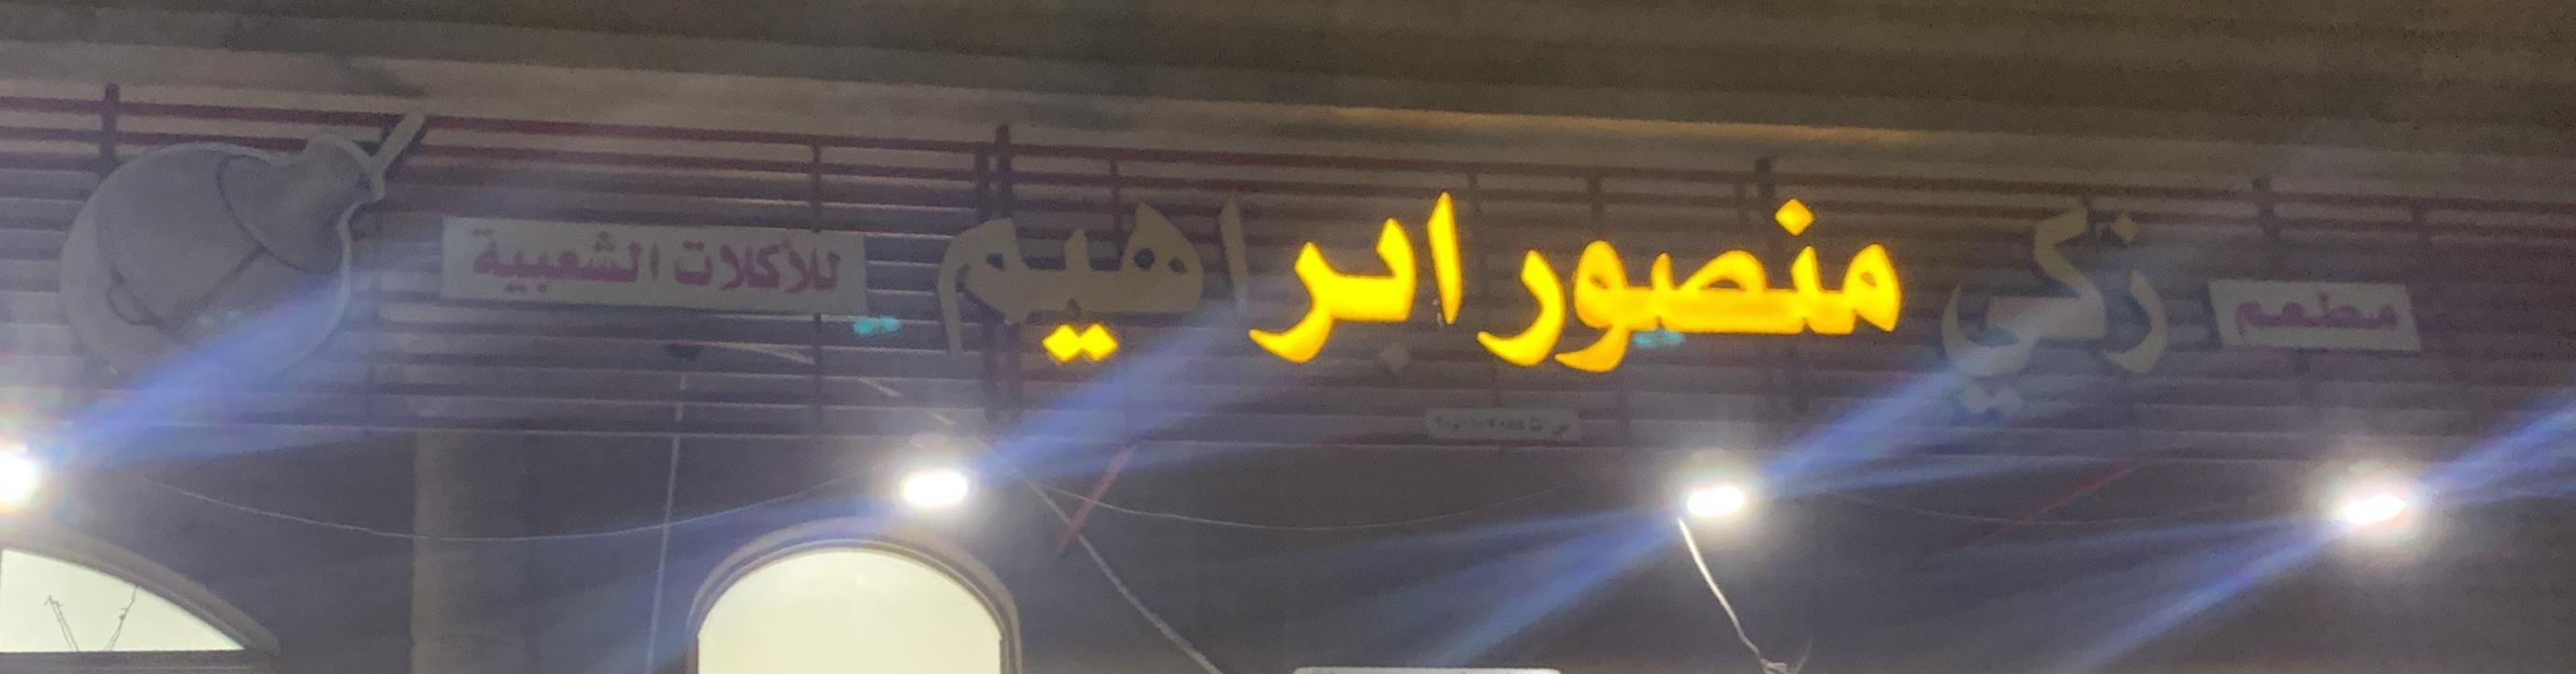 مطعم زكي منصور ابراهيم للأكلات الشعبية